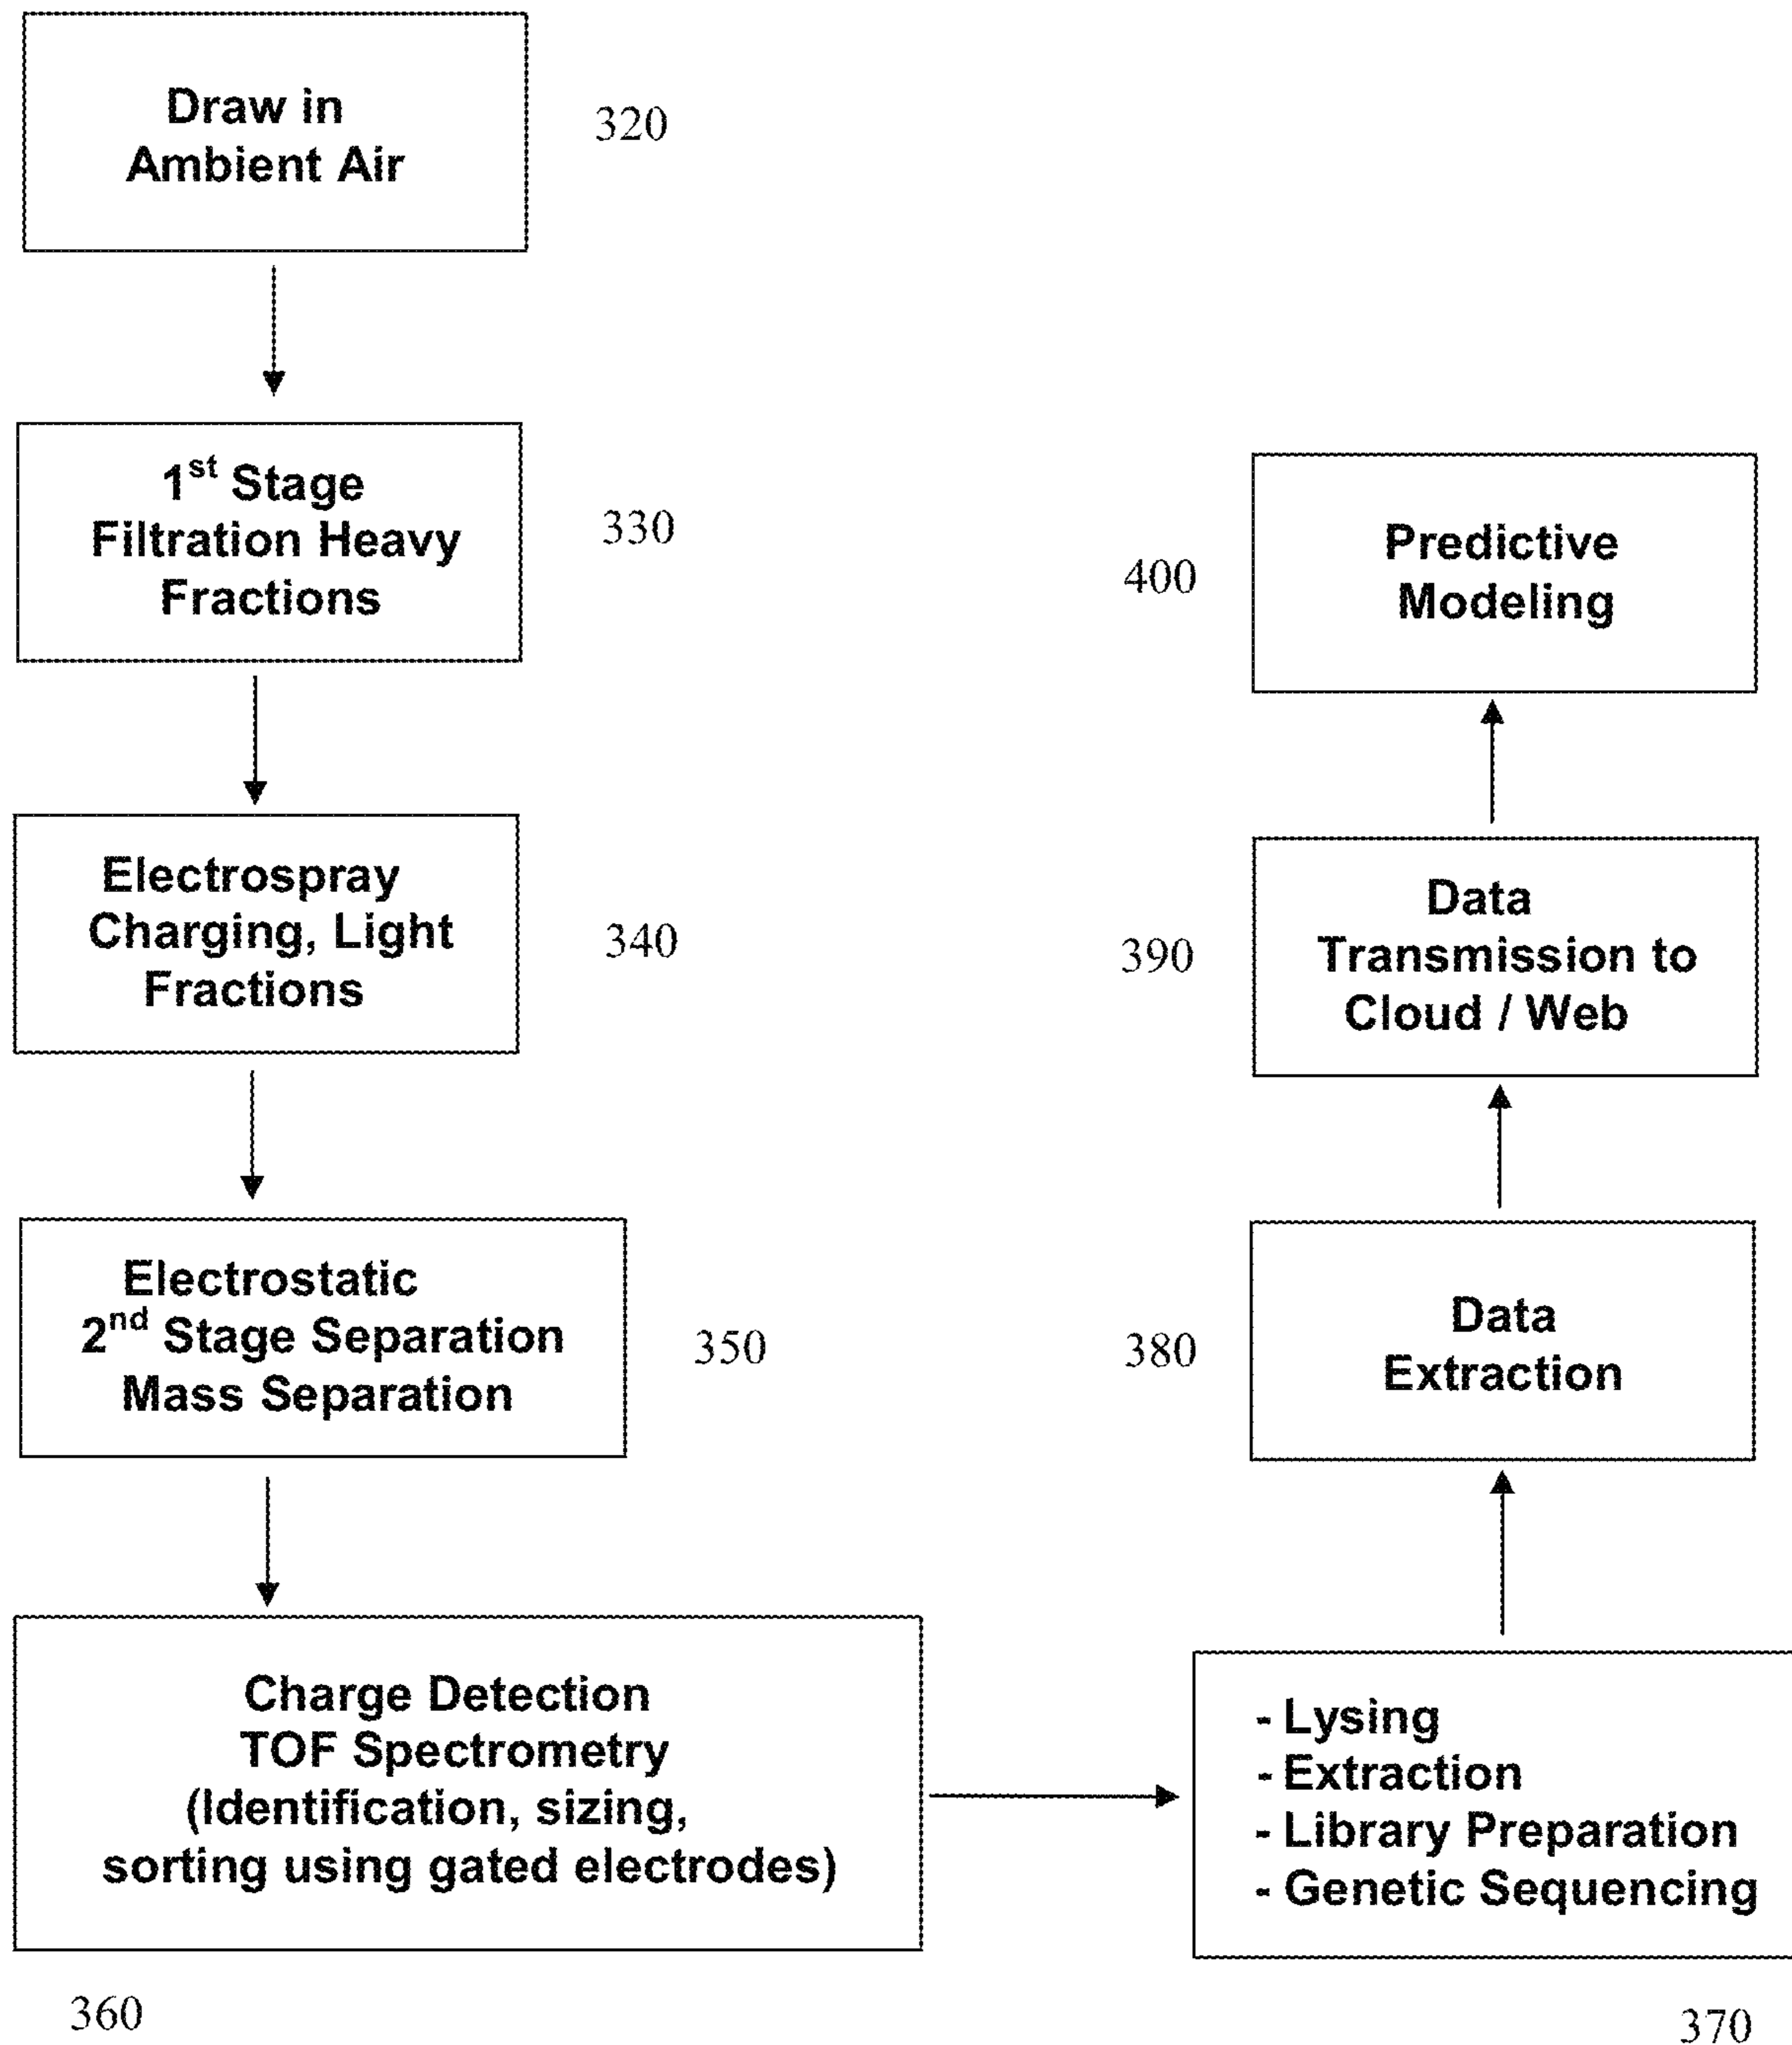 Draw in
Ambient Air
320
1st Stage
Filtration Heavy
Fractions
330
Electrospray
Charging, Light
Fractions
340
Electrostatic
2nd Stage Separation
Mass Separation
350
Charge Detection
TOF Spectrometry
(Identification, sizing,
sorting using gated electrodes)
360
- Lysing
- Extraction
- Library Preparation
- Genetic Sequencing
370
Data
Extraction
380
Data
Transmission to
Cloud / Web
390
Predictive
Modeling
400